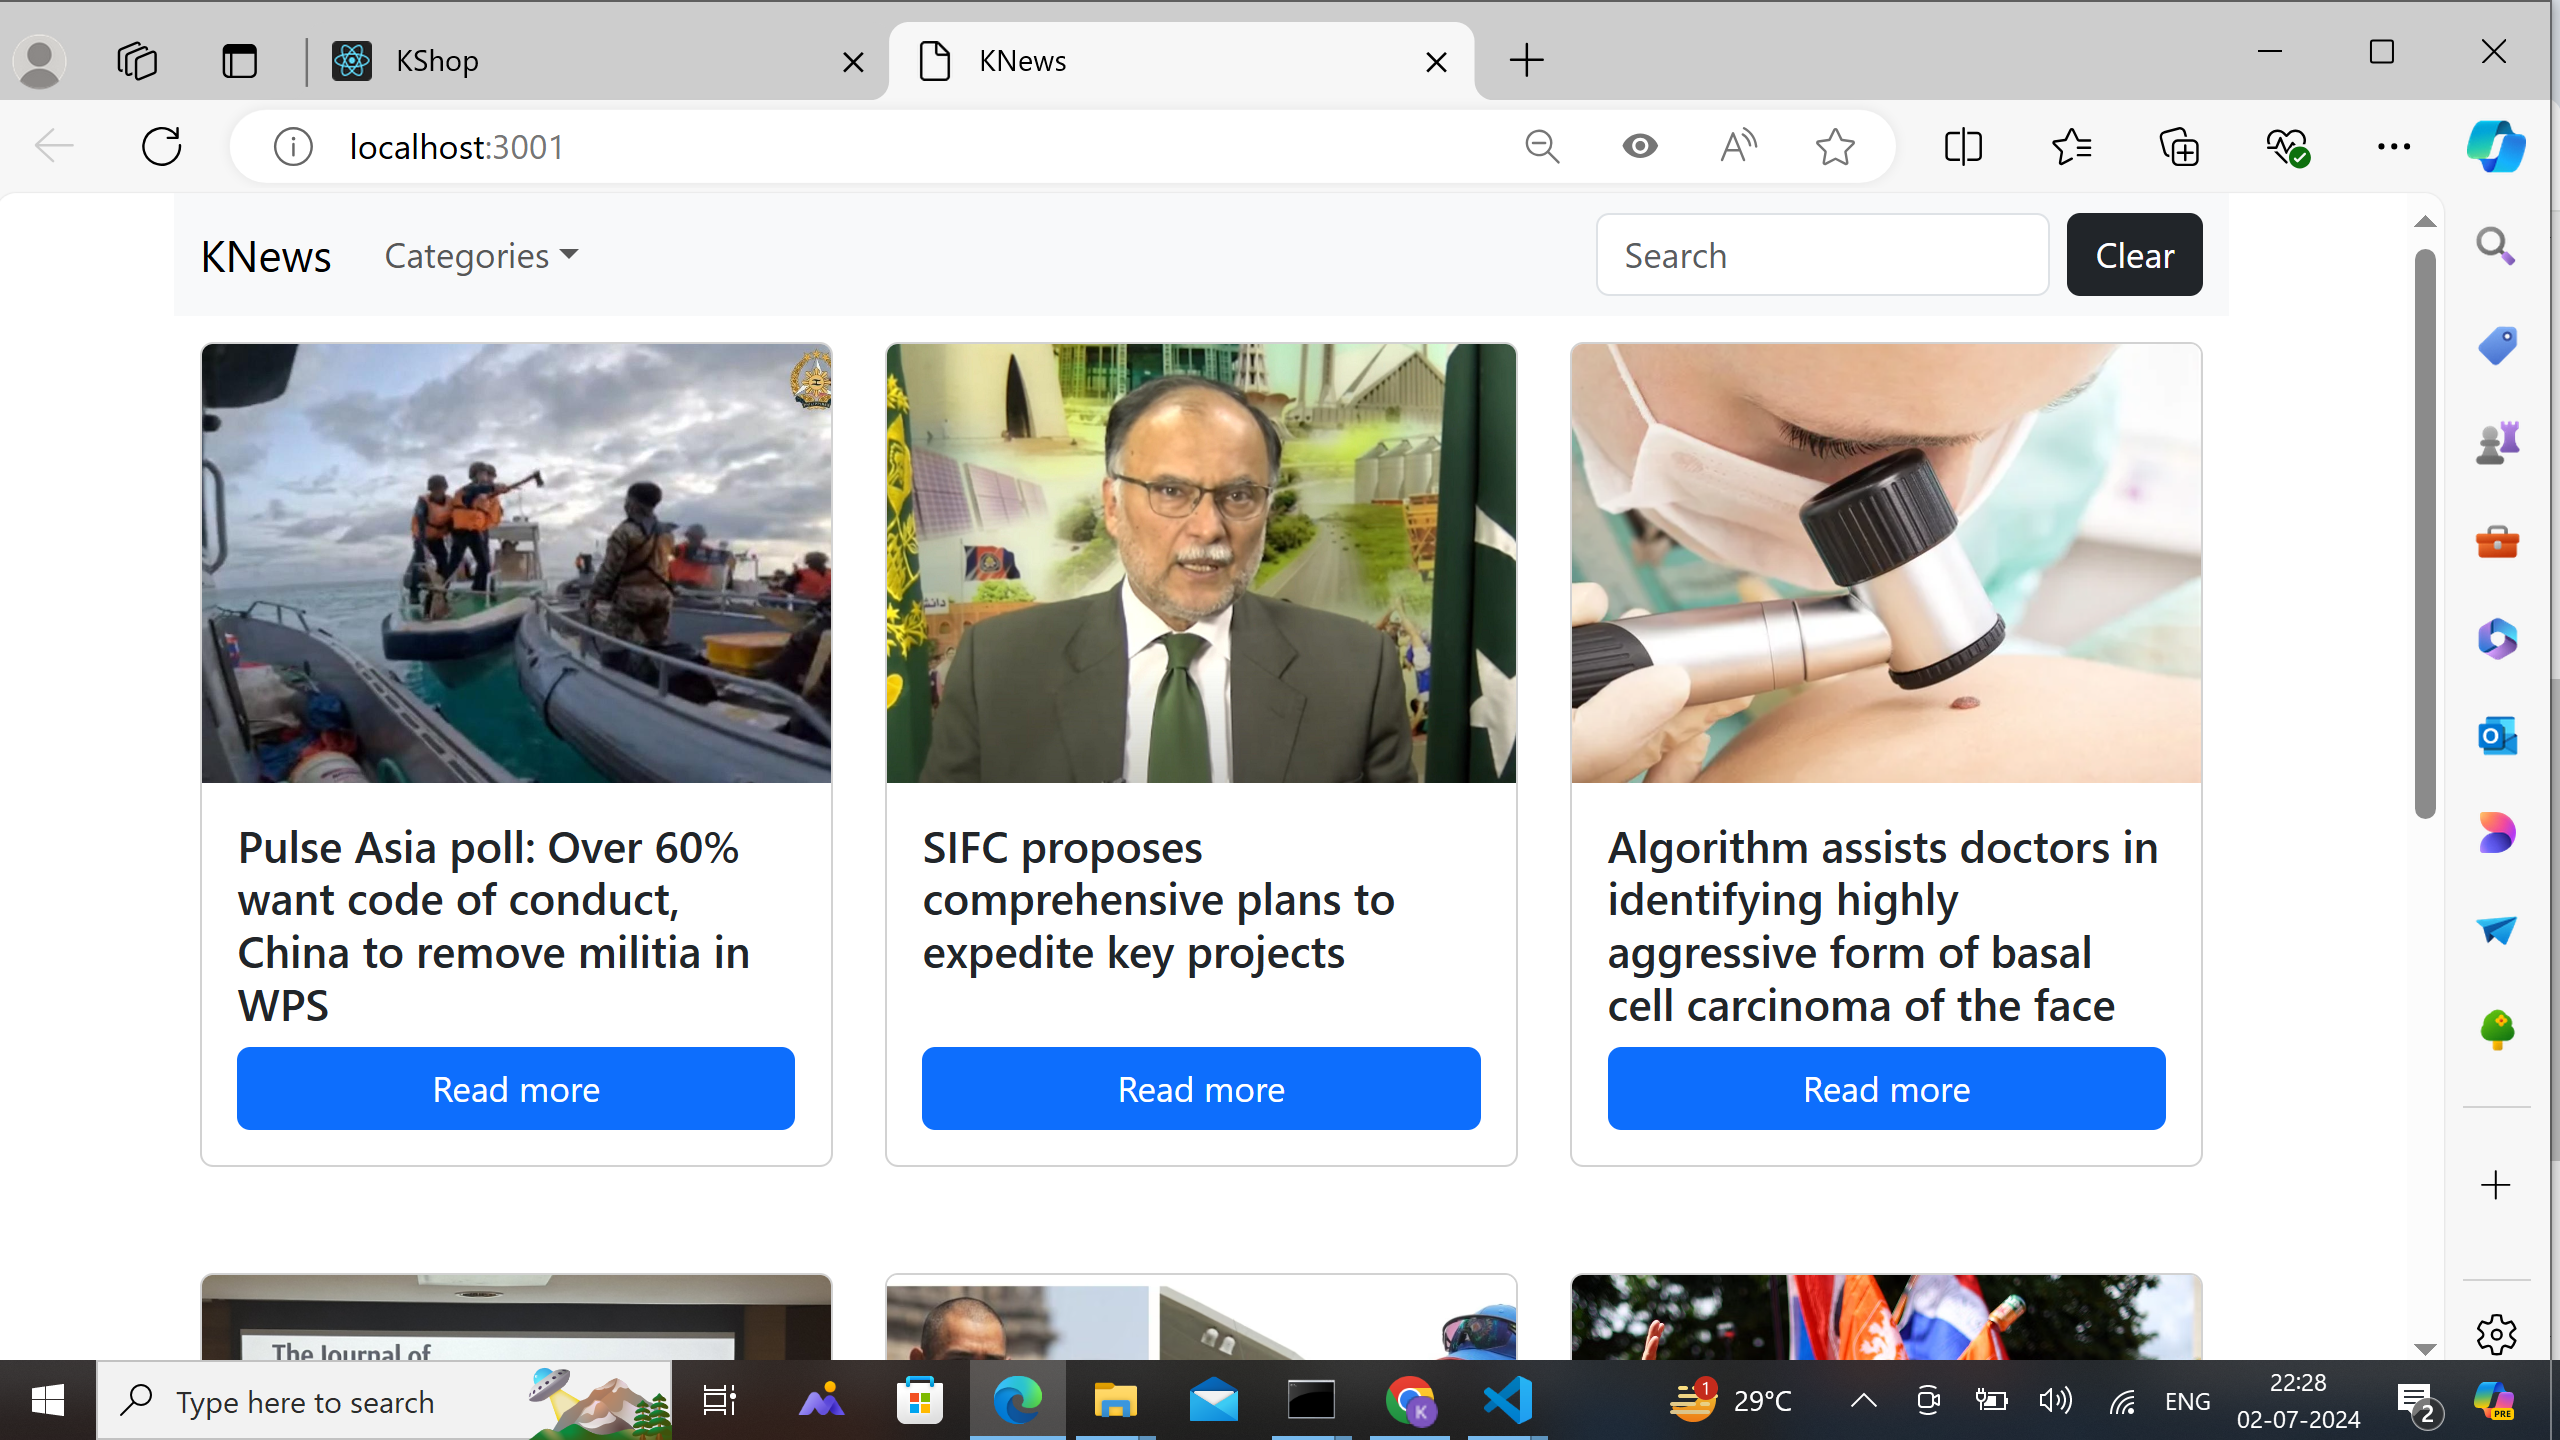 KShop
KNews
localhost:3001
KNews
Categories
Search
Clear
Pulse Asia poll: Over 60%
want code of conduct,
China to remove militia in
WPS
Read more
SIFC proposes
comprehensive plans to
expedite key projects
Read more
Algorithm assists doctors in
identifying highly
aggressive form of basal
cell carcinoma of the face
Read more
The Journal of
Type here to search
K
1
29°C
ENG
22:28
02-07-2024
2
PRE